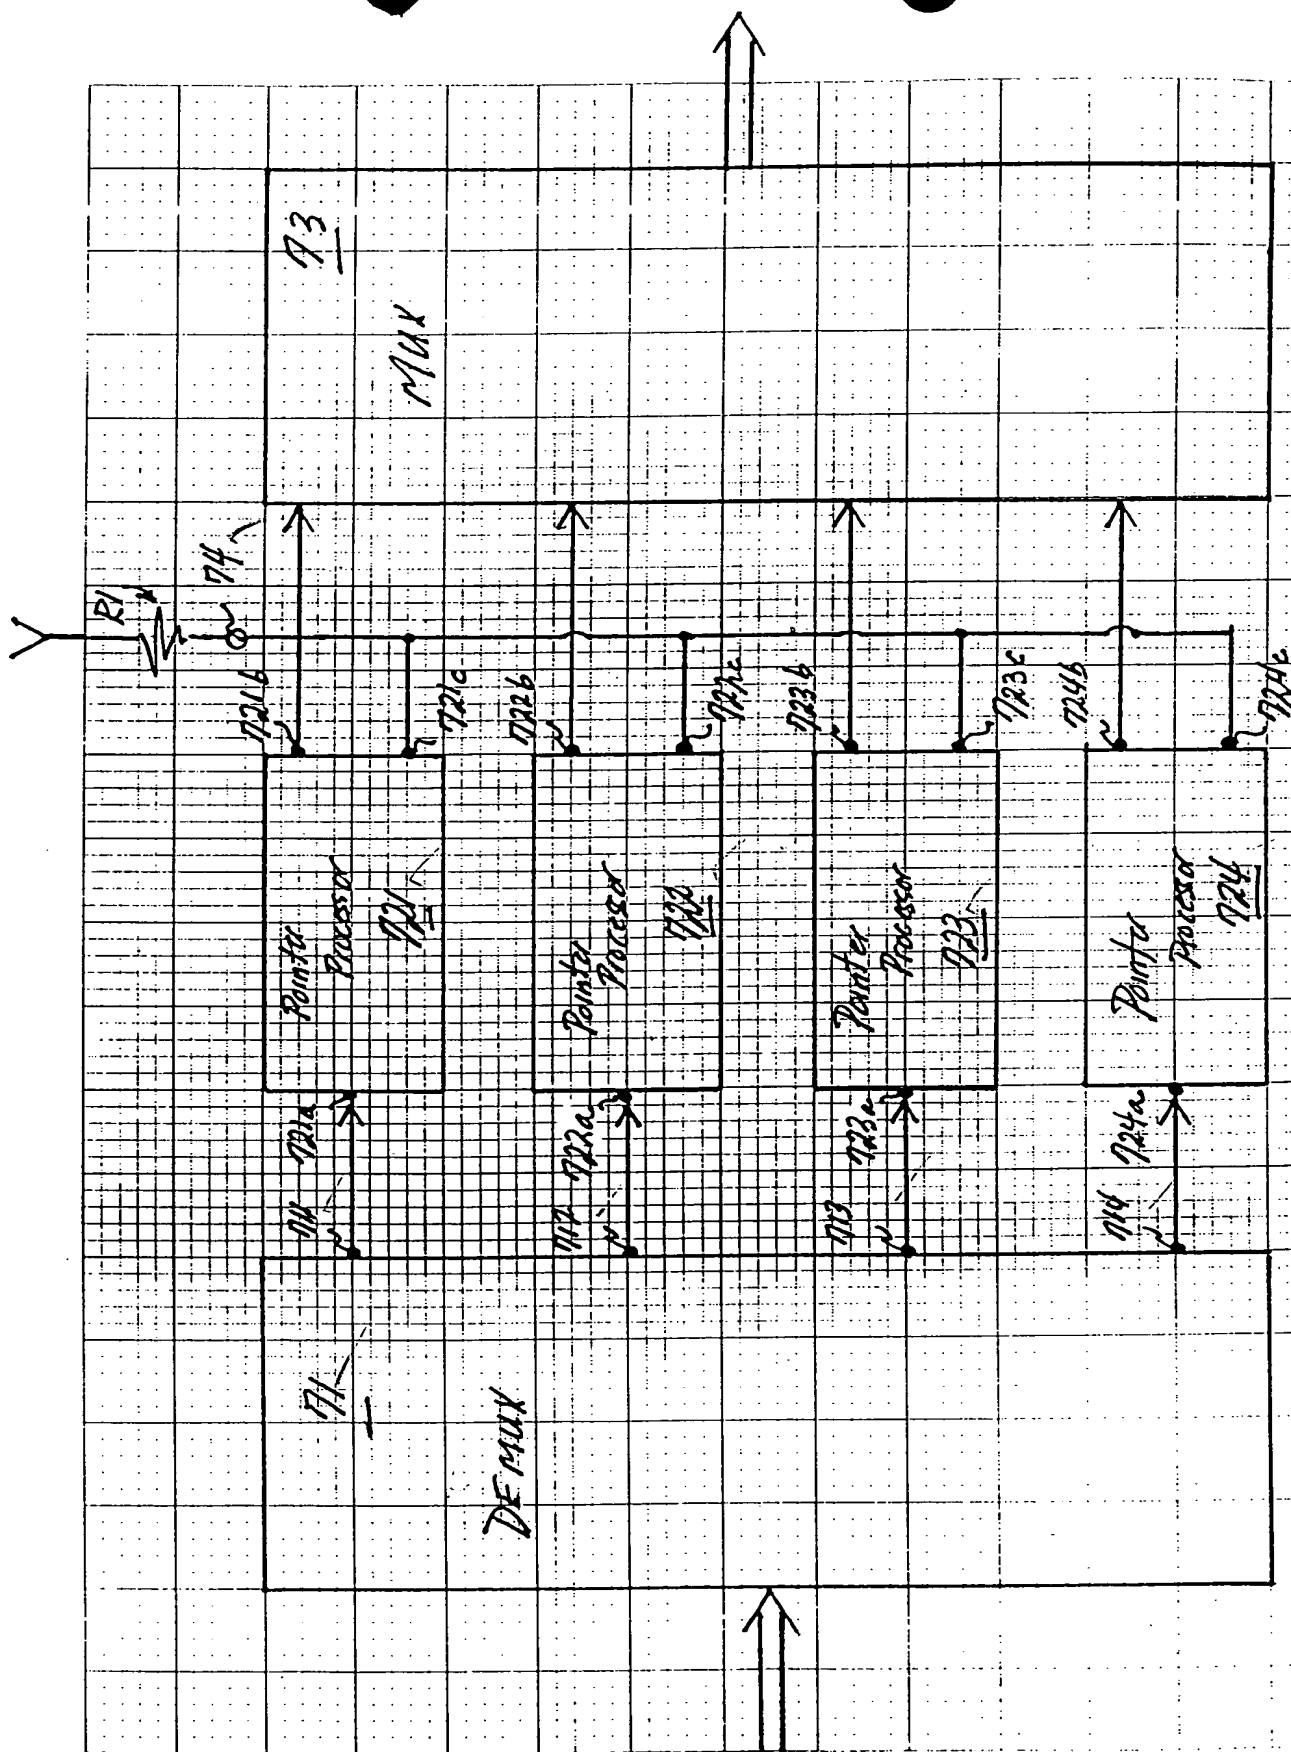 R1
74
73
MUX
721b
721c
722b
722c
723b
723c
724b
724c
Pointer
Processor
721
Pointer
Processor
722
Pointer
Processor
723
Pointer
Processor
724
711
721a
712
722a
713
723a
714
724a
71
DEMUX